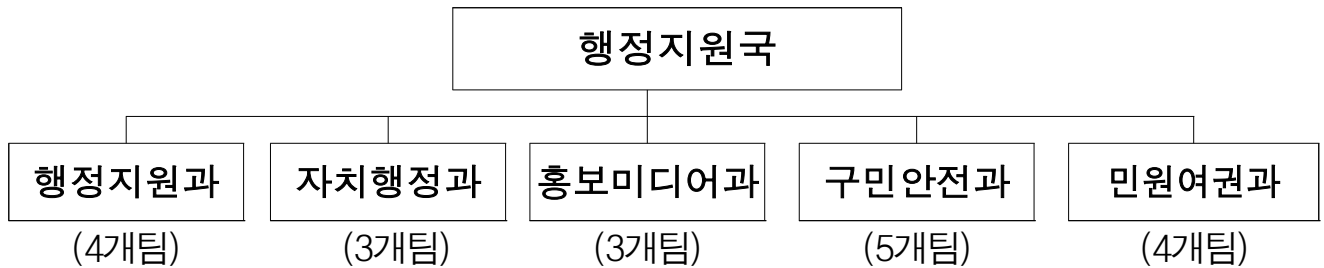 행정지원국
행정지원과 자치행정과 홍보미디어과 구민안전과 민원여권과
(4개팀) (3개팀) (3개팀) (5개팀) (4개팀)